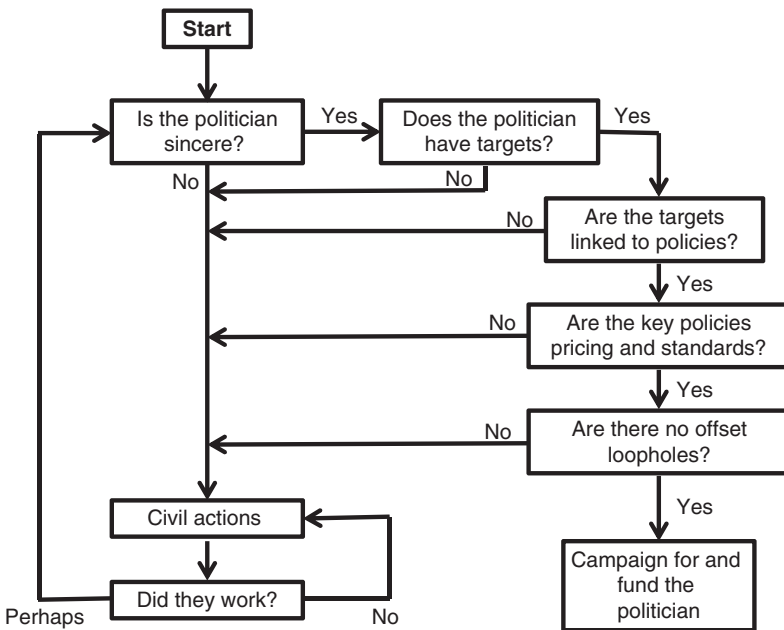 Start
Is the politician
sincere?
Yes
Does the politician
have targets?
Yes
No
No
No
Are the targets
linked to policies?
Yes
No
Are the key policies
pricing and standards?
Yes
No
Are there no offset
loopholes?
Yes
Civil actions
Campaign for and
fund the
politician
Did they work?
Perhaps
No